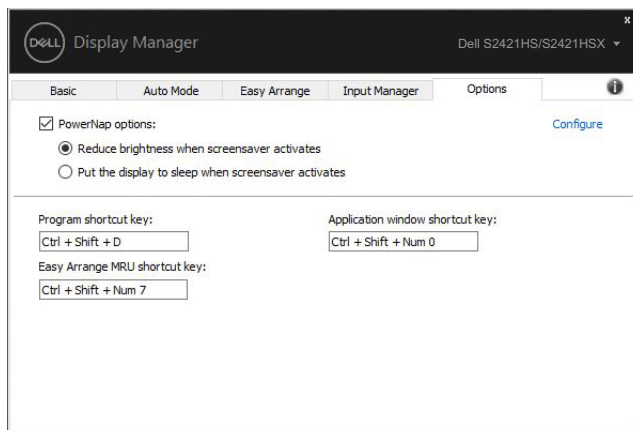 x
DELL Display Manager
Dell S2421HS/S2421HSX
Basic Auto Mode Easy Arrange Input Manager Options
PowerNap options: Configure
Reduce brightness when screensaver activates
Put the display to sleep when screensaver activates
Program shortcut key: Application window shortcut key:
Ctrl + Shift + D Ctrl + Shift + Num 0
Easy Arrange MRU shortcut key:
Ctrl + Shift + Num 7